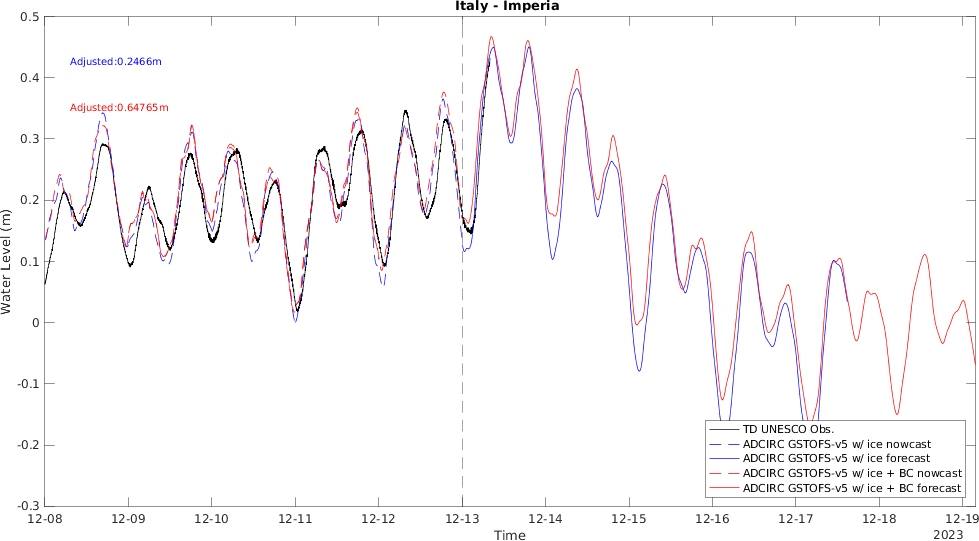 Italy - Imperia
0.5
0.4
0.3
0.2
0.1
0
-0.1
-0.2
-0.3
Water Level (m)
Adjusted:0.2466m
Adjusted:0.64765m
TD UNESCO Obs.
ADCIRC GSTOFS-v5 w/ ice nowcast
ADCIRC GSTOFS-v5 w/ ice forecast
ADCIRC GSTOFS-v5 w/ ice + BC nowcast
ADCIRC GSTOFS-v5 w/ ice + BC forecast
12-08 12-09 12-10 12-11 12-12 12-13 12-14 12-15 12-16 12-17 12-18 12-19
Time
2023